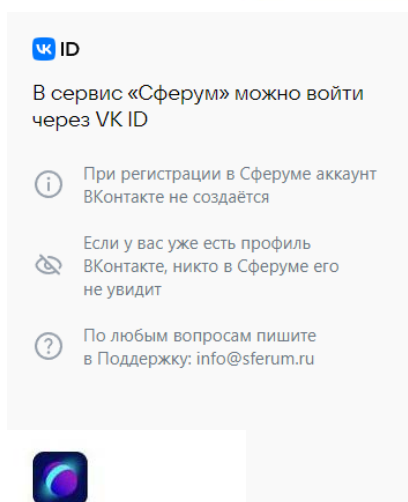 VK ID
В сервис «Сферум» можно войти
через VK ID
При регистрации в Сферуме аккаунт
ВКонтакте не создаётся
Если у вас уже есть профиль
ВКонтакте, никто в Сферуме его
не увидит
По любым вопросам пишите
в Поддержку: info@sferum.ru